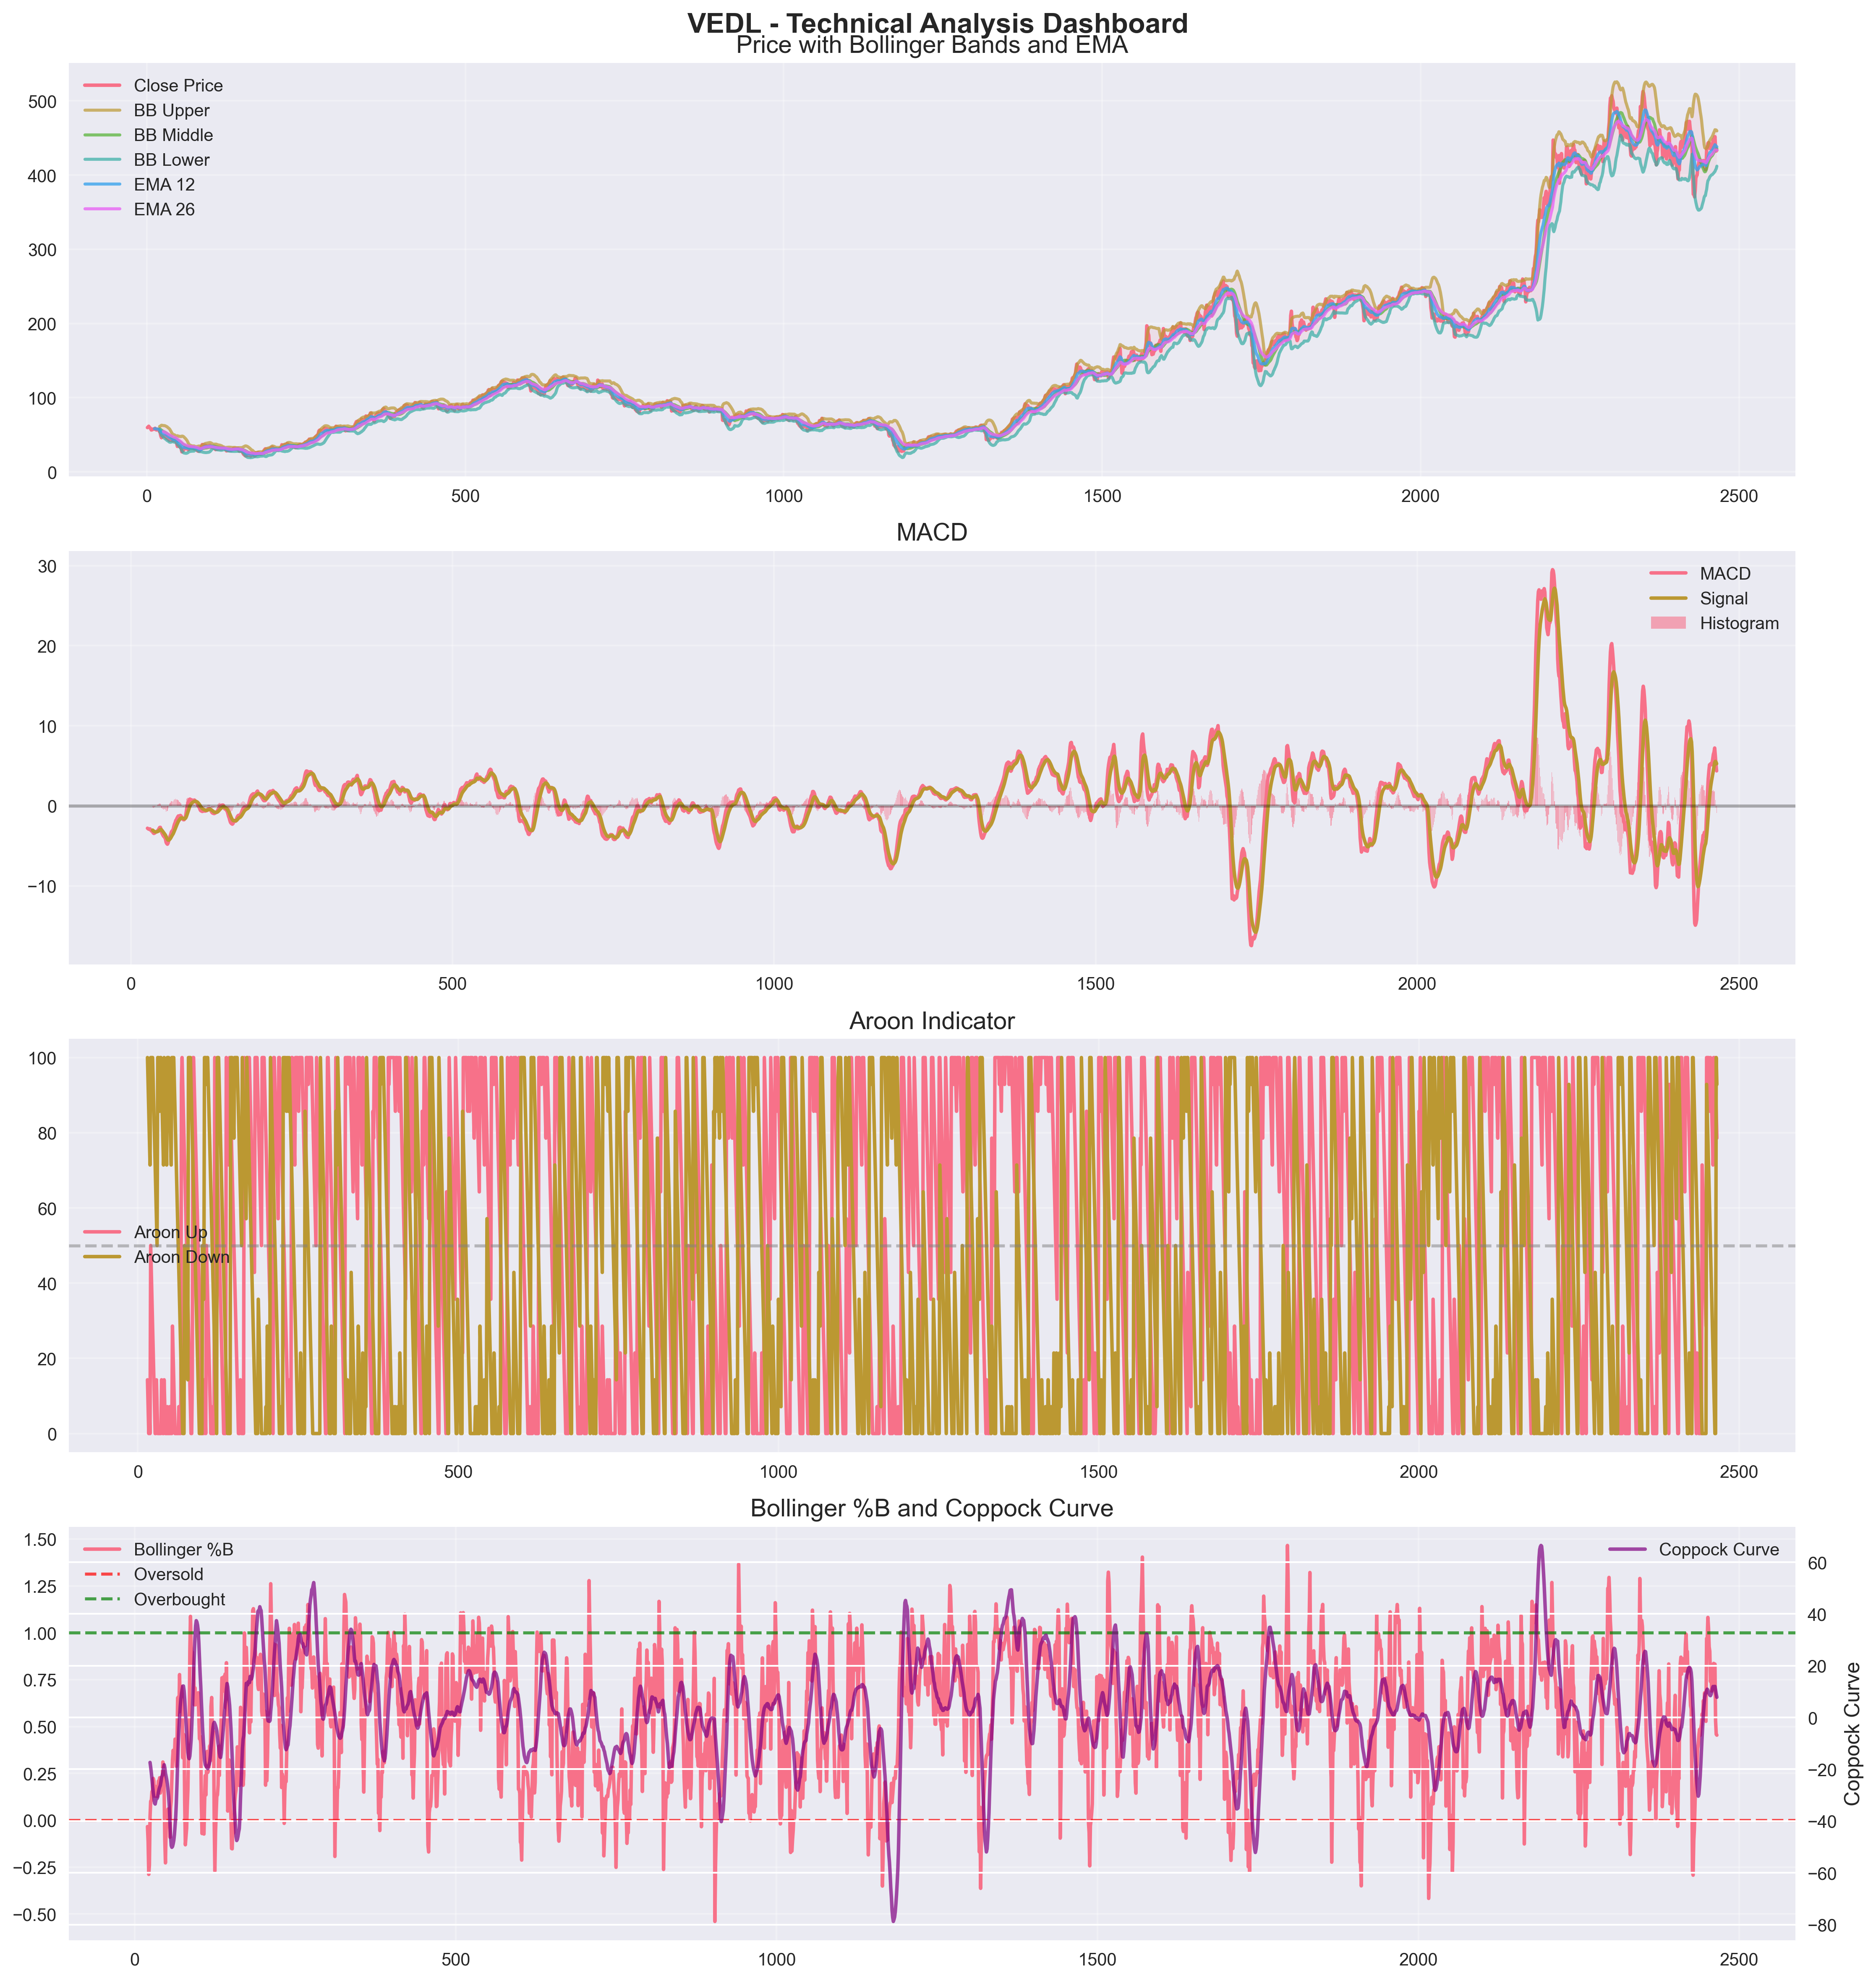 VEDL - Technical Analysis Dashboard
Price with Bollinger Bands and EMA
Close Price
BB Upper
BB Middle
BB Lower
EMA 12
EMA 26
500
400
300
200
100
0
0 500 1000 1500 2000 2500
MACD
MACD
Signal
Histogram
30
20
10
0
−10
0 500 1000 1500 2000 2500
Aroon Indicator
100
80
60
40
20
0
Aroon Up
Aroon Down
0 500 1000 1500 2000 2500
Bollinger %B and Coppock Curve
Bollinger %B
Oversold
Overbought
Coppock Curve
1.50
1.25
1.00
0.75
0.50
0.25
0.00
−0.25
−0.50
60
40
20
0
−20
−40
−60
−80
Coppock Curve
0 500 1000 1500 2000 2500